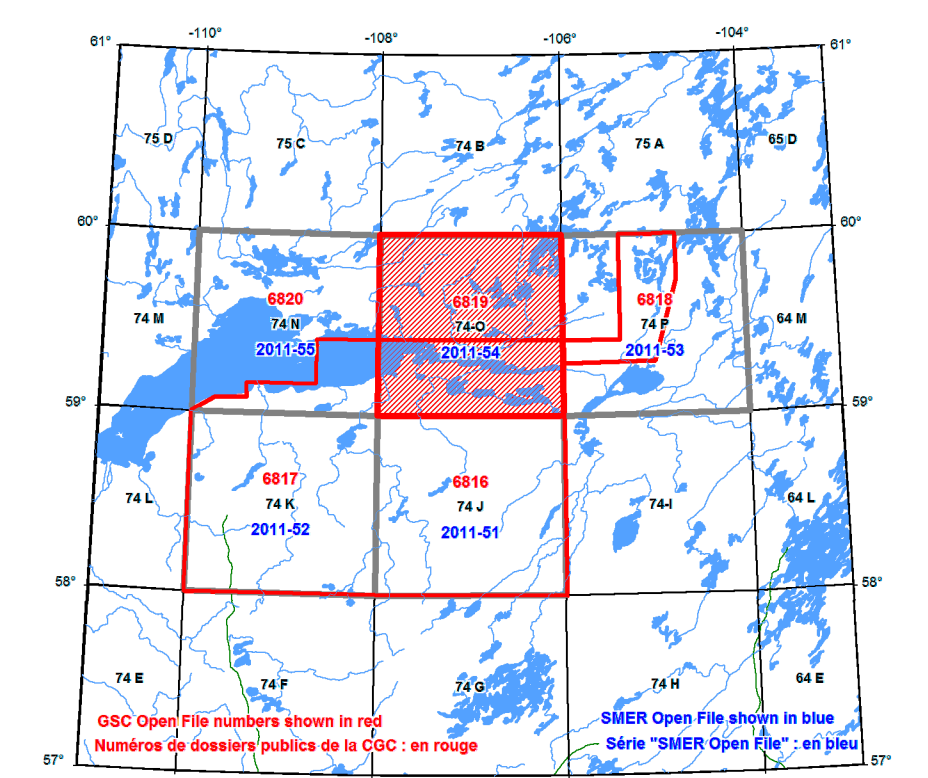 -110°
-108°
-106°
-104°
61°
61°
75 D
75 C
74 B
75 A
65 D
60°
60°
6820
6819
6818
74 M
74 N
74-O
74 P
64 M
2011-55
2011-54
2011-53
59°
59°
6817
6816
74 L
74 K
74 J
74-I
64 L
2011-52
2011-51
58°
58°
74 E
74 F
74 G
74 H
64 E
GSC Open File numbers shown in red
SMER Open File shown in blue
Numéros de dossiers publics de la CGC : en rouge
Série "SMER Open File" : en bleu
57°
57°